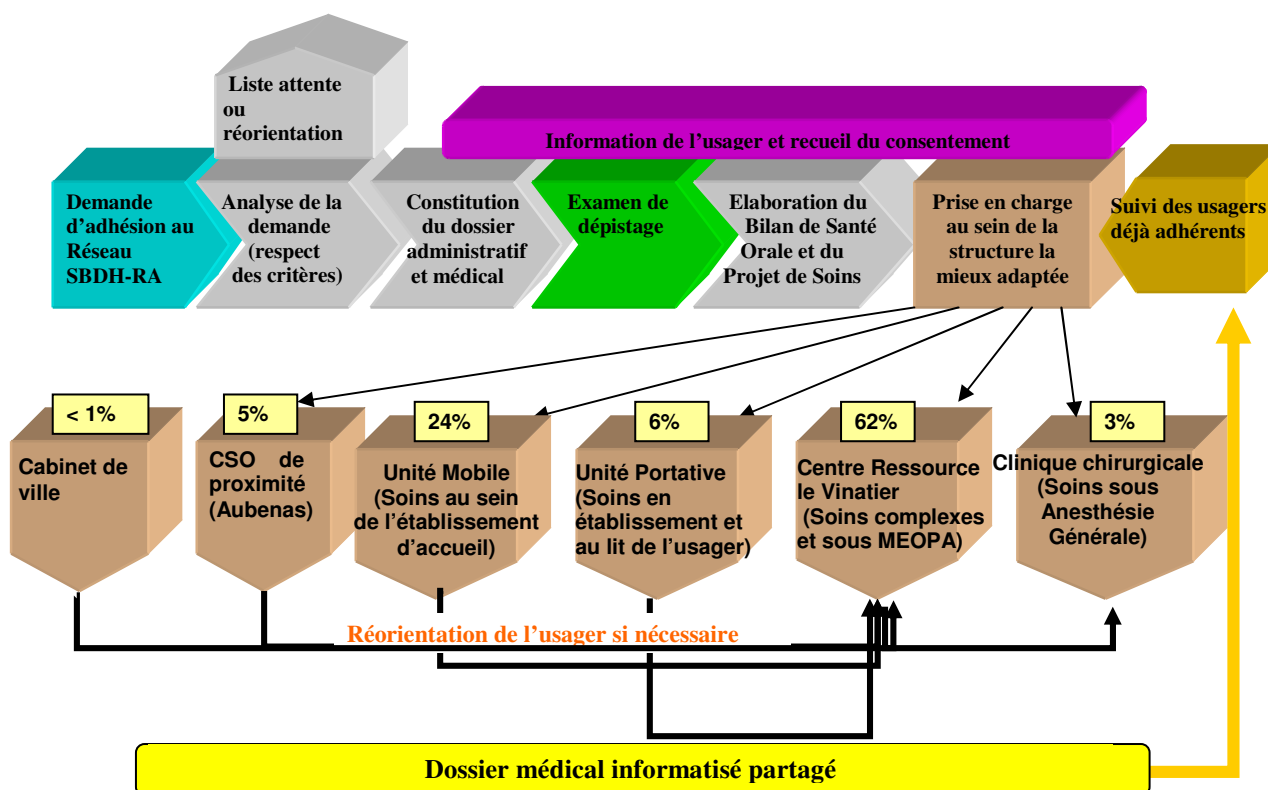 Liste attente
ou
réorientation
Information de l'usager et recueil du consentement
Demande
d'adhésion au
Réseau
SBDH-RA
Analyse de la
demande
(respect
des critères)
Constitution
du dossier
administratif
et médical
Examen de
dépistage
Elaboration du
Bilan de Santé
Orale et du
Projet de Soins
Prise en charge
au sein de la
structure la
mieux adaptée
Suivi des usagers
déjà adhérents
< 1%
Cabinet de
ville
5%
CSO de
proximité
(Aubenas)
24%
Unité Mobile
(Soins au sein
de l'établissement
d'accueil)
6%
Unité Portative
(Soins en
établissement et
au lit de l'usager)
62%
Centre Ressource
le Vinatier
(Soins complexes
et sous MEOPA)
3%
Clinique chirurgicale
(Soins sous
Anesthésie
Générale)
Réorientation de l'usager si nécessaire
Dossier médical informatisé partagé